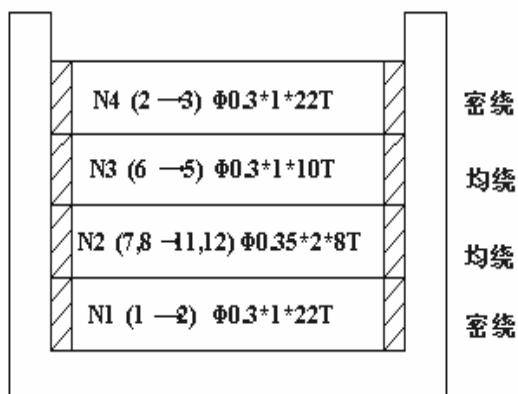 N4 (2→3) Φ0.3*1*22T 密绕
N3 (6→5) Φ0.3*1*10T 均绕
N2 (7,8→11,12) Φ0.35*2*8T 均绕
N1 (1→2) Φ0.3*1*22T 密绕